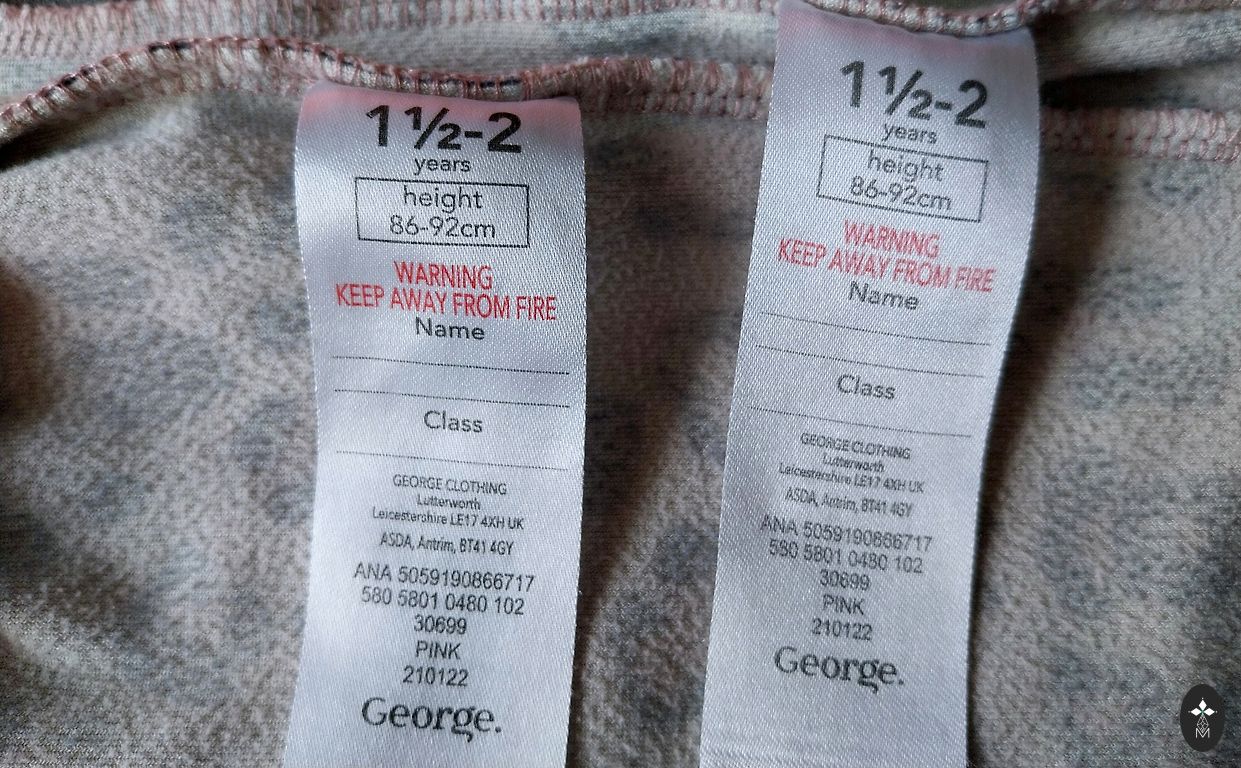 1½-2
years
height
86-92cm
WARNING
KEEP AWAY FROM FIRE
Name
Class
GEORGE CLOTHING
Lutterworth
Leicestershire LE17 4XH UK
ASDA, Antrim, BT41 4GY
ANA 5059190866717
580 5801 0480 102
30699
PINK
210122
George.
1½-2
years
height
86-92cm
WARNING
KEEP AWAY FROM FIRE
Name
Class
GEORGE CLOTHING
Lutterworth
Leicestershire LE17 4XH UK
ASDA, Antrim, BT41 4GY
ANA 5059190866717
580 5801 0480 102
30699
PINK
210122
George.
M